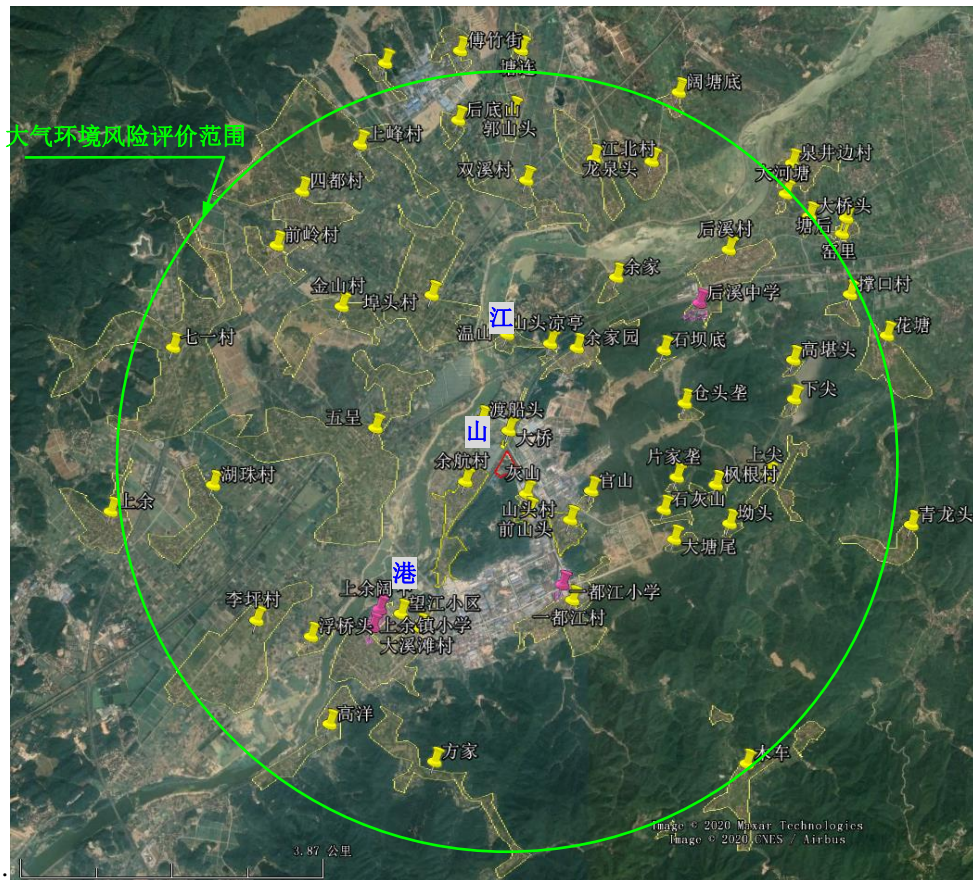 傅竹街
塘连
阔塘底
后底山
郭山头
大气环境风险评价范围
上峰村
江北村
龙泉头
泉井边村
大河塘
双溪村
四都村
大桥头
塘后
窑里
前岭村
后溪村
余家
金山村
埠头村
后溪中学
撑口村
江
温山
山头凉亭
花塘
七一村
余家园
石坝底
高堪头
仓头垄
下尖
五呈
渡船头
山
大桥
余航村
灰山
片家垄
上尖
枫根村
湖珠村
官山
上余
山头村
前山头
石灰山
坳头
青龙头
大塘尾
港
一都江小学
李坪村
望江小区
一都江村
浮桥头
上余镇小学
大溪滩村
高洋
方家
木车
Image © 2020 Maxar Technologies
Image © 2020 CNES / Airbus
3.87 公里